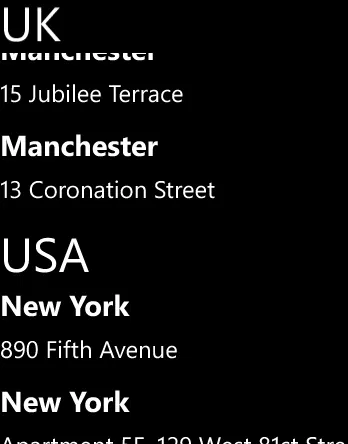 UK
Manchester
15 Jubilee Terrace
Manchester
13 Coronation Street
USA
New York
890 Fifth Avenue
New York
Apartment 5E, 129 West 81st Stre